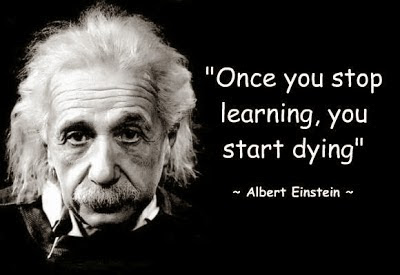 "Once you stop
learning, you
start dying"
~ Albert Einstein ~